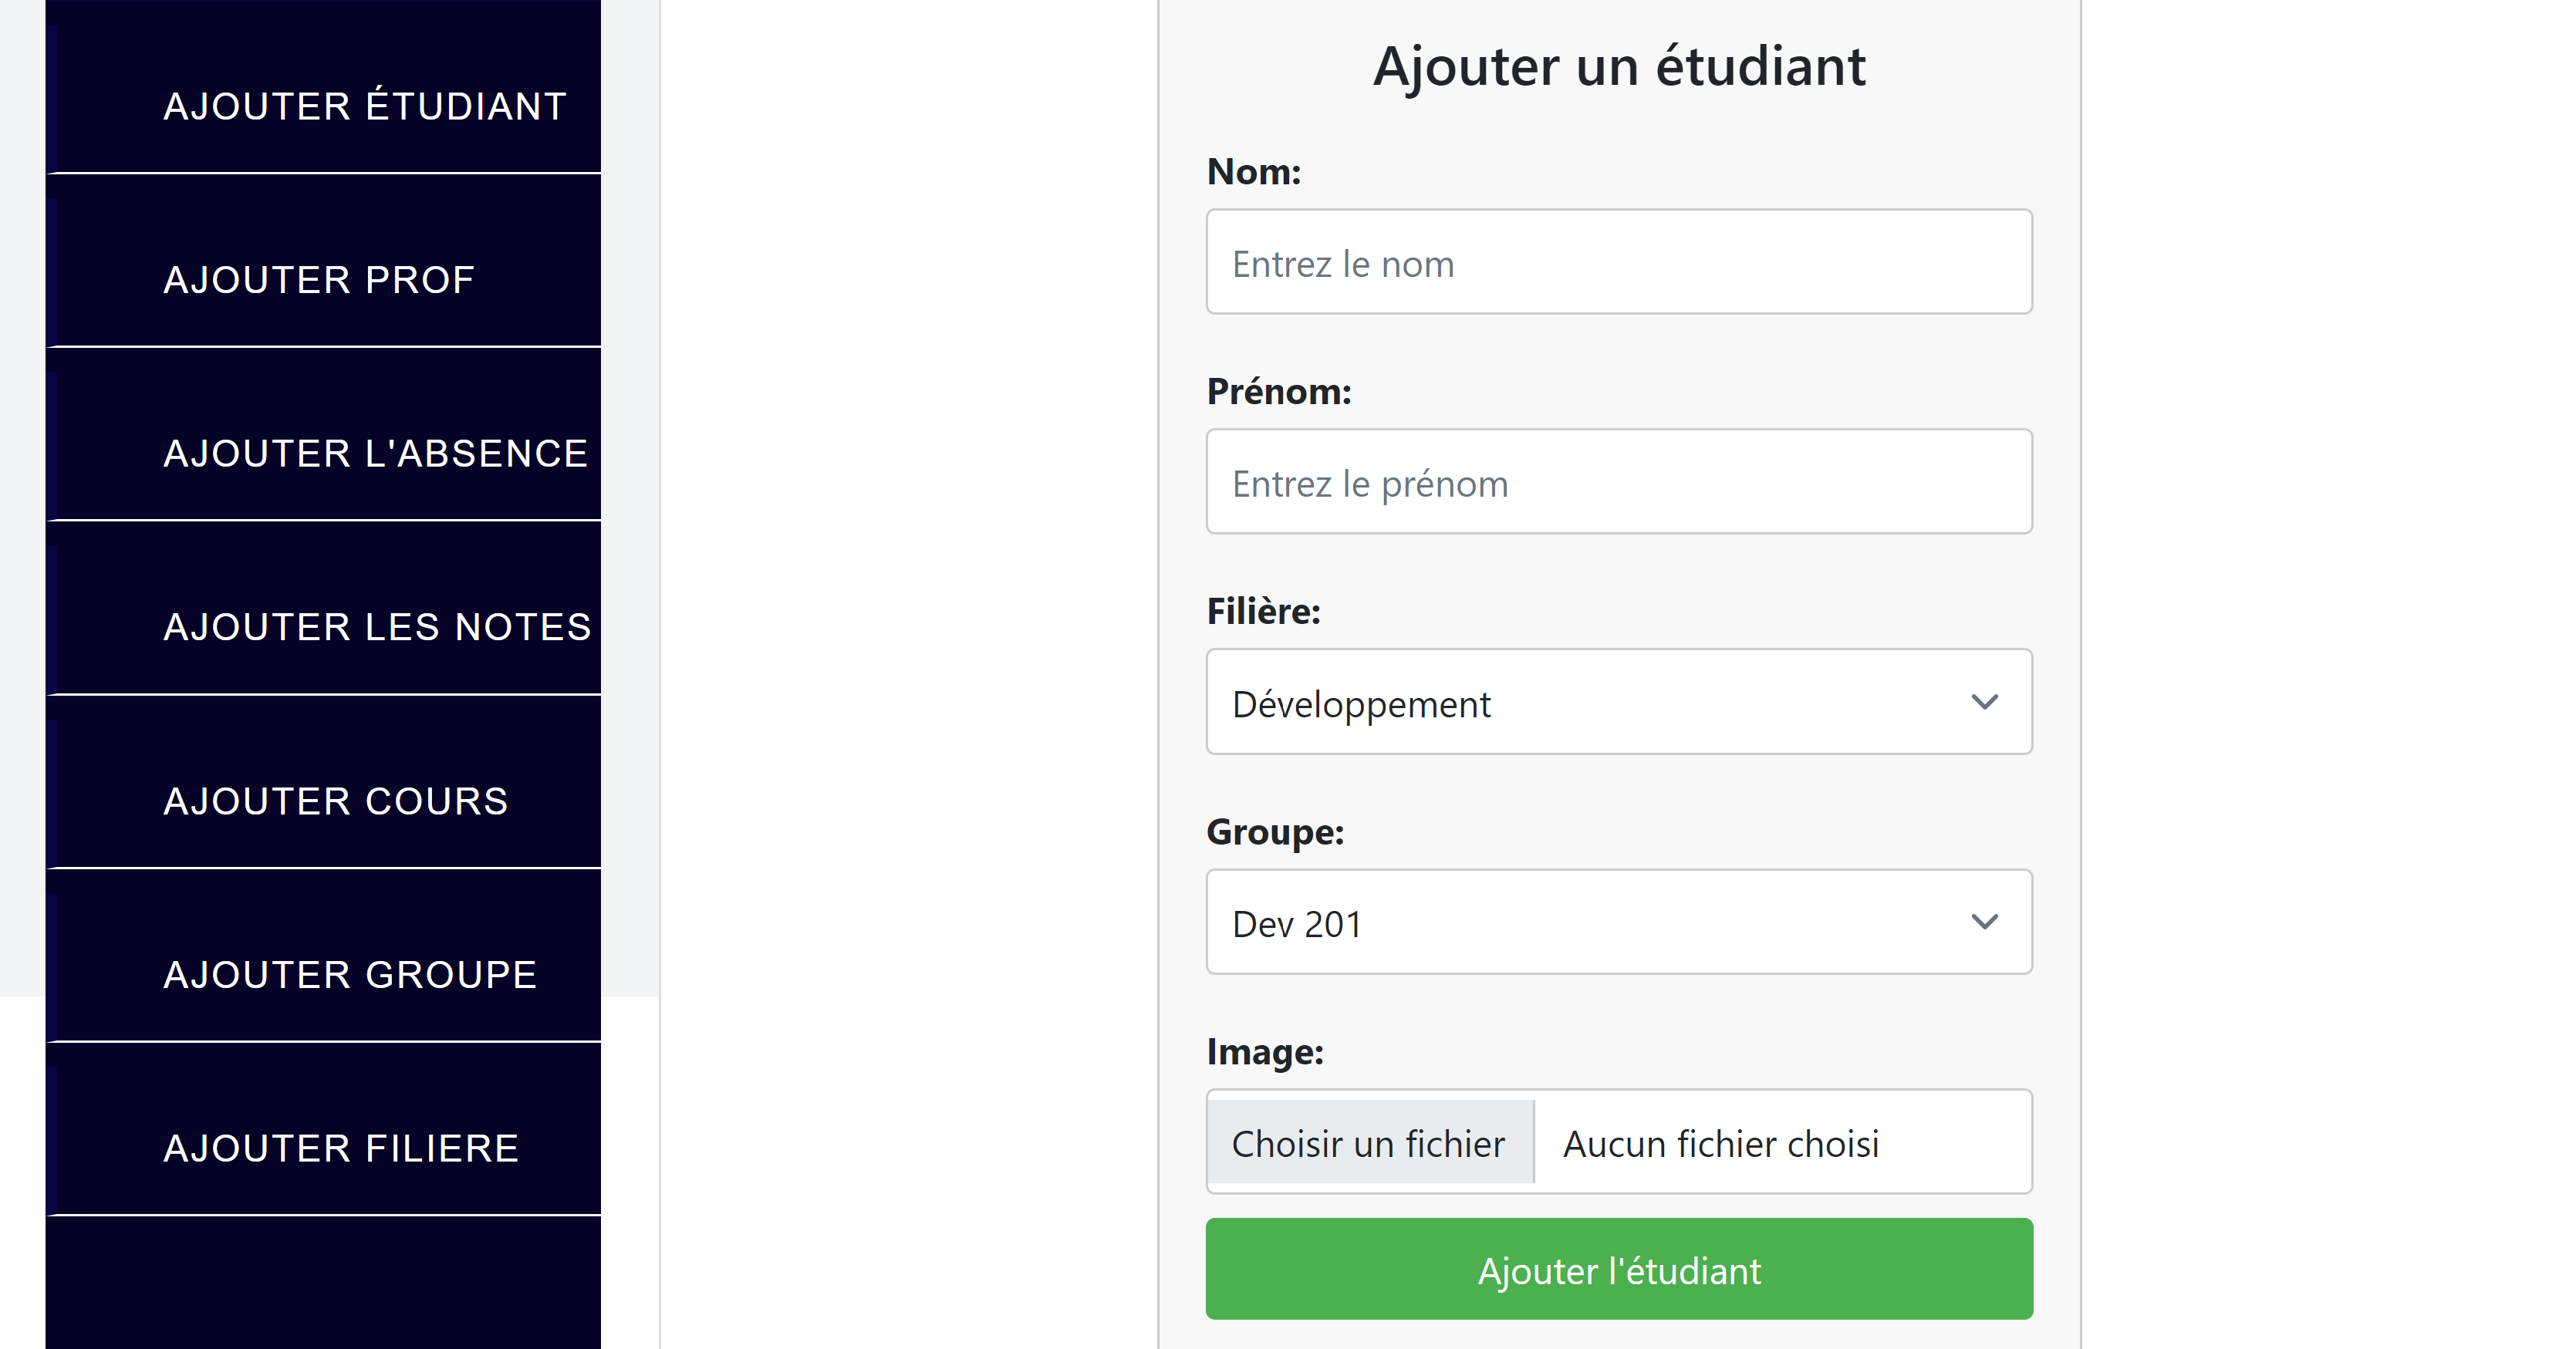 AJOUTER ÉTUDIANT
AJOUTER PROF
AJOUTER L'ABSENCE
AJOUTER LES NOTES
AJOUTER COURS
AJOUTER GROUPE
AJOUTER FILIERE
Ajouter un étudiant
Nom:
Entrez le nom
Prénom:
Entrez le prénom
Filière:
Développement
Groupe:
Dev 201
Image:
Choisir un fichier Aucun fichier choisi
Ajouter l'étudiant